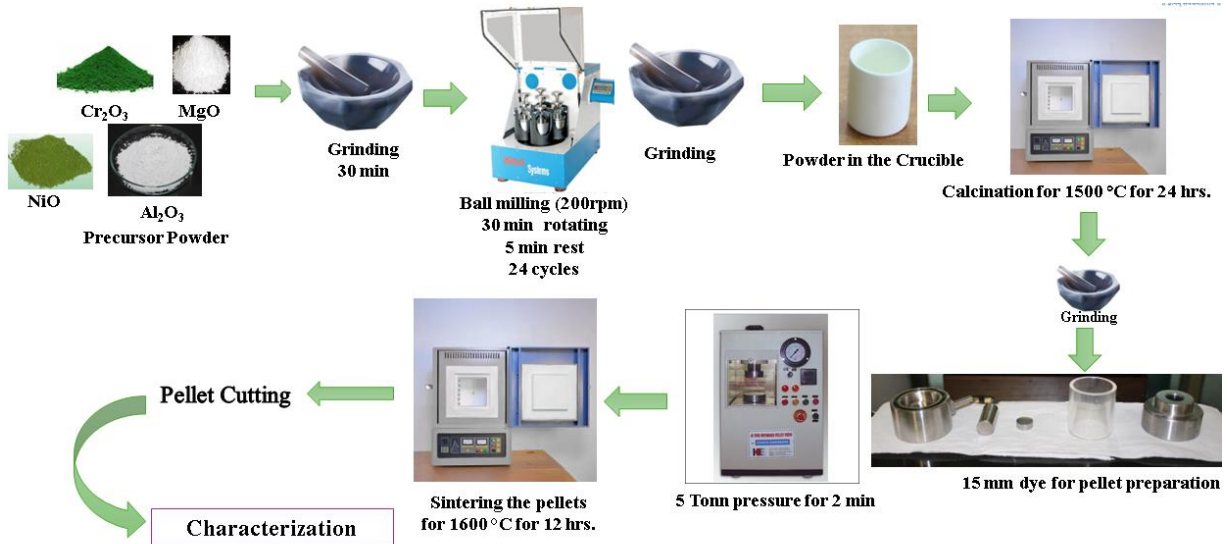 Cr₂O₃
MgO
NiO
Al₂O₃
Precursor Powder
Grinding
30 min
Systems
Ball milling (200rpm)
30 min rotating
5 min rest
24 cycles
Grinding
Powder in the Crucible
Calcination for 1500 °C for 24 hrs.
Grinding
15 mm dye for pellet preparation
5 Tonn pressure for 2 min
Sintering the pellets
for 1600 °C for 12 hrs.
Pellet Cutting
Characterization